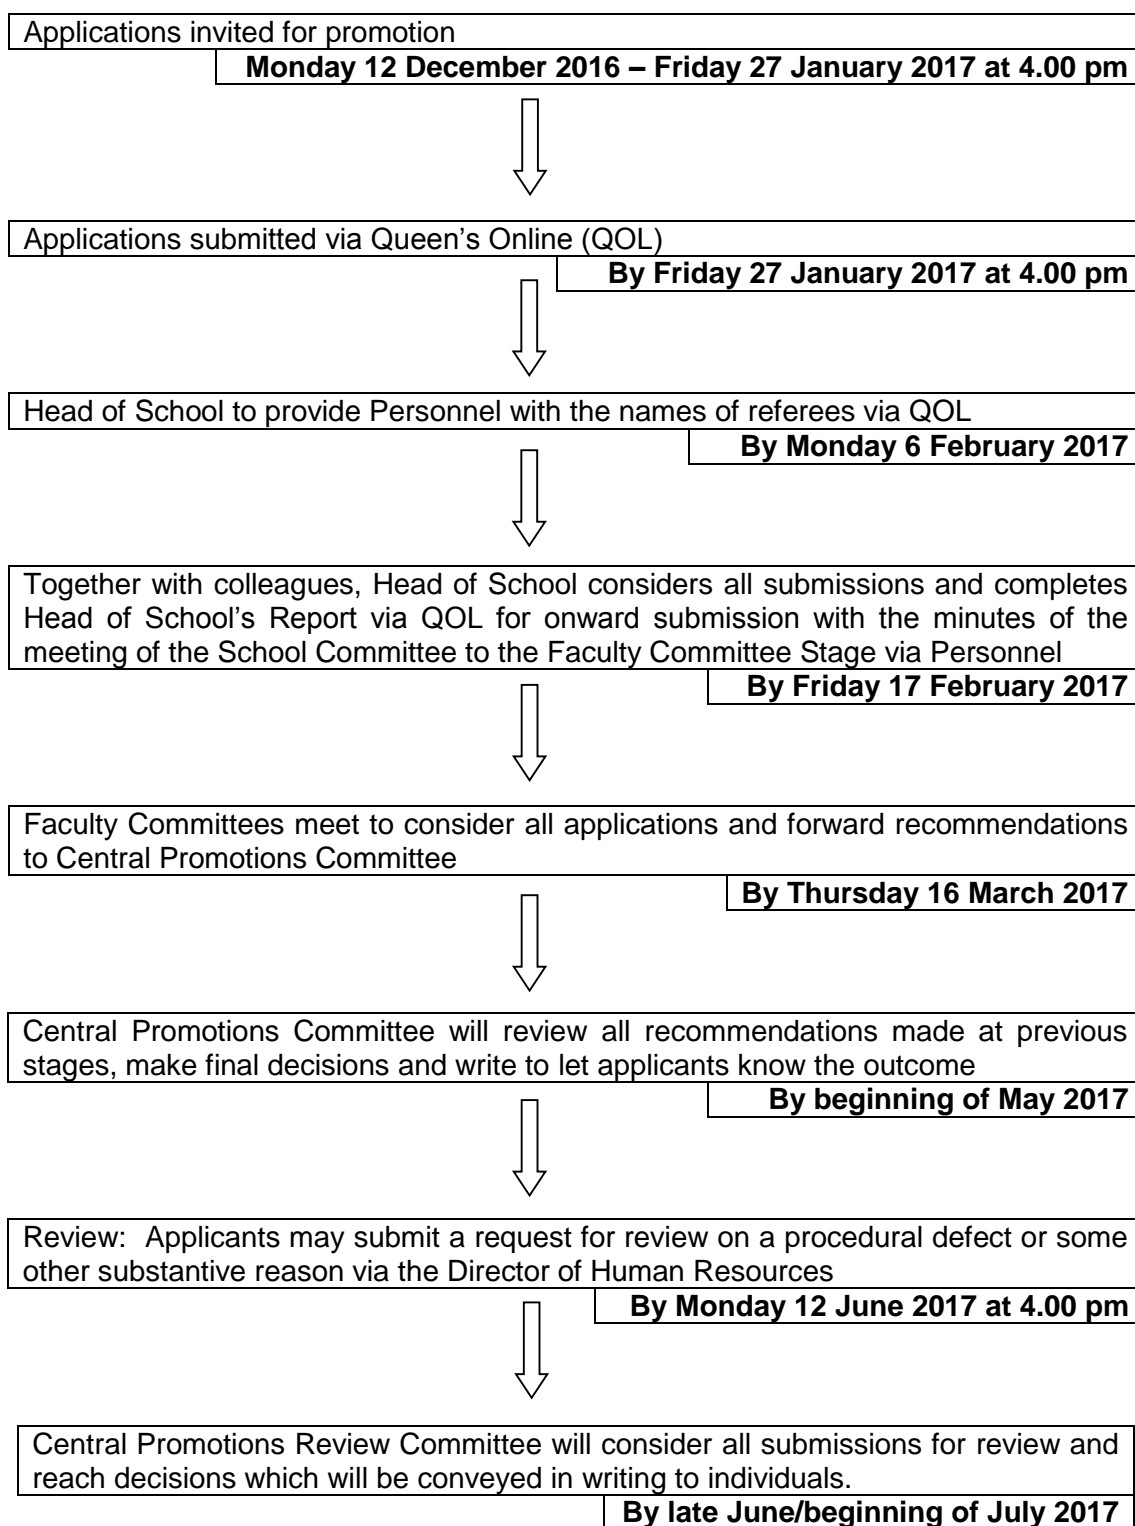 Applications invited for promotion
Monday 12 December 2016 – Friday 27 January 2017 at 4.00 pm
Applications submitted via Queen's Online (QOL)
By Friday 27 January 2017 at 4.00 pm
Head of School to provide Personnel with the names of referees via QOL
By Monday 6 February 2017
Together with colleagues, Head of School considers all submissions and completes
Head of School's Report via QOL for onward submission with the minutes of the
meeting of the School Committee to the Faculty Committee Stage via Personnel
By Friday 17 February 2017
Faculty Committees meet to consider all applications and forward recommendations
to Central Promotions Committee
By Thursday 16 March 2017
Central Promotions Committee will review all recommendations made at previous
stages, make final decisions and write to let applicants know the outcome
By beginning of May 2017
Review: Applicants may submit a request for review on a procedural defect or some
other substantive reason via the Director of Human Resources
By Monday 12 June 2017 at 4.00 pm
Central Promotions Review Committee will consider all submissions for review and
reach decisions which will be conveyed in writing to individuals.
By late June/beginning of July 2017